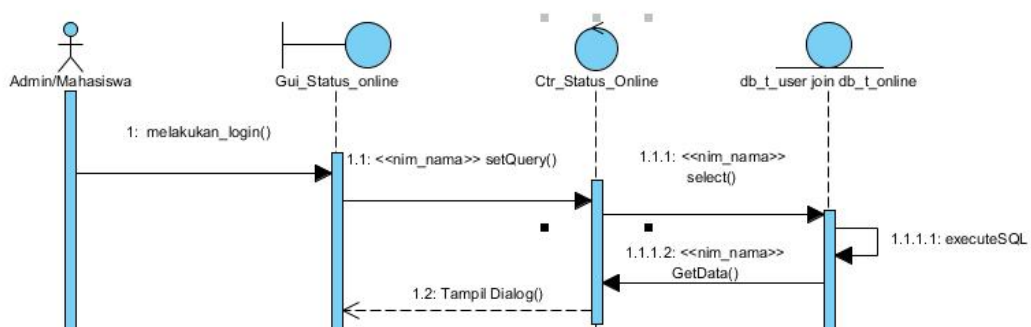 Admin/Mahasiswa
Gui_Status_online
Ctr_Status_Online
db_t_user join db_t_online
1: melakukan_login()
1.1: <<nim_nama>> setQuery()
1.1.1: <<nim_nama>>
select()
1.1.1.1: executeSQL
1.1.1.2: <<nim_nama>>
GetData()
1.2: Tampil Dialog()